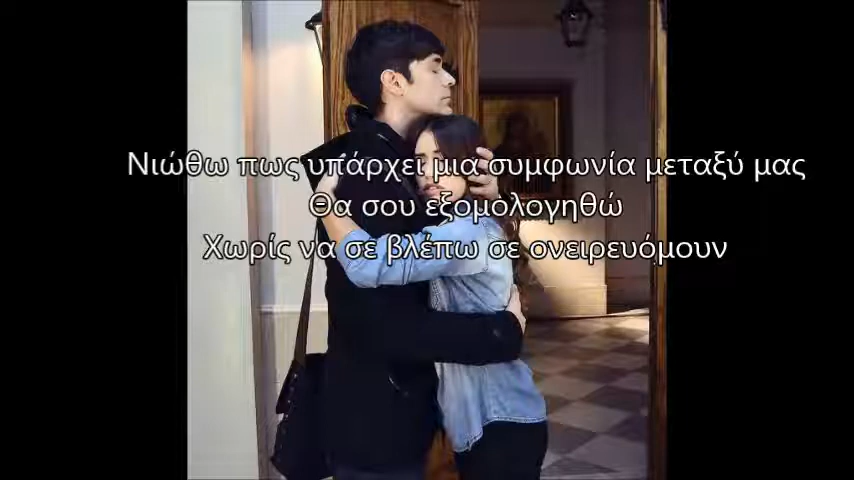 Νιώθω πως υπάρχει μια συμφωνία μεταξύ μας
Θα σου εξομολογηθώ
Χωρίς να σε βλέπω σε ονειρευόμουν